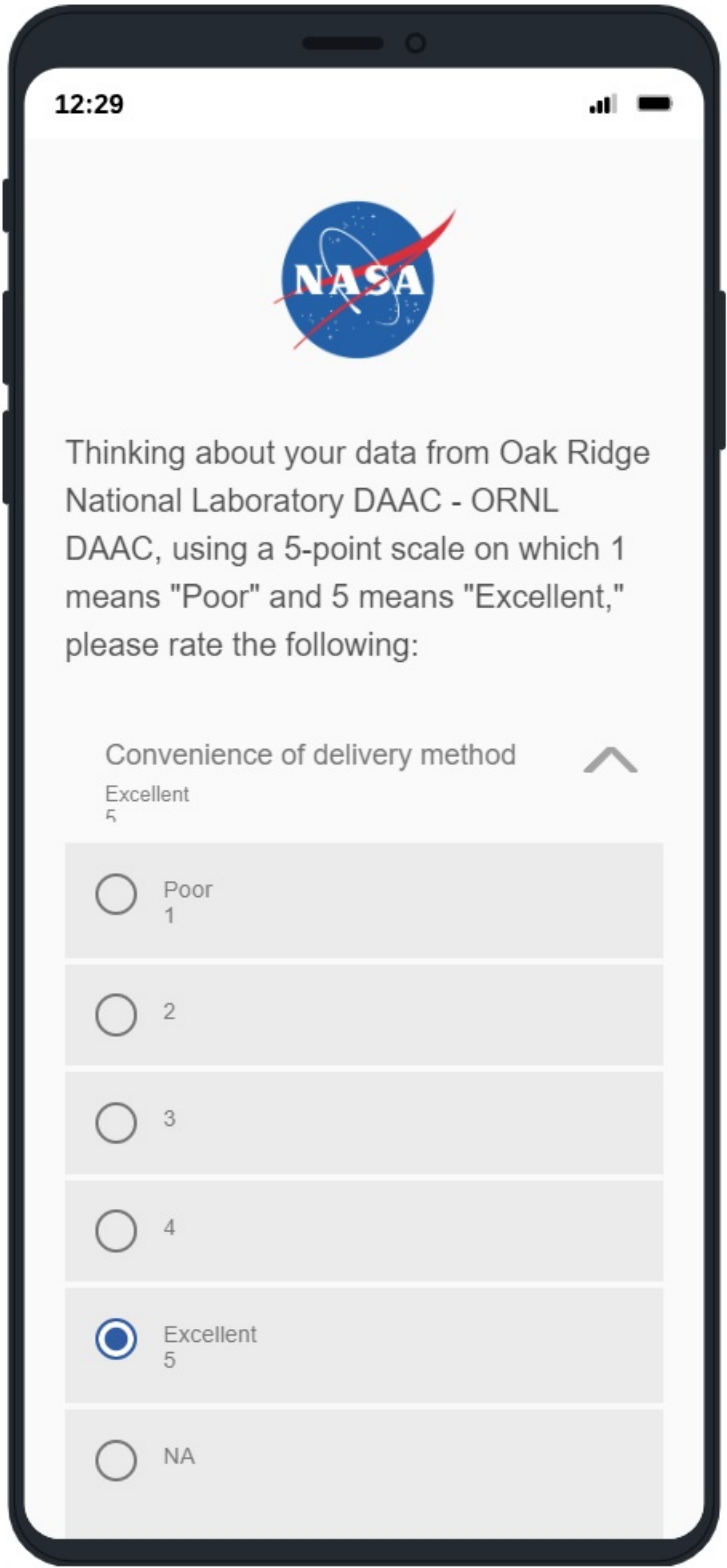 12:29
NASA
Thinking about your data from Oak Ridge
National Laboratory DAAC - ORNL
DAAC, using a 5-point scale on which 1
means "Poor" and 5 means "Excellent,"
please rate the following:
Convenience of delivery method
Excellent
5
Poor
1
2
3
4
Excellent
5
NA